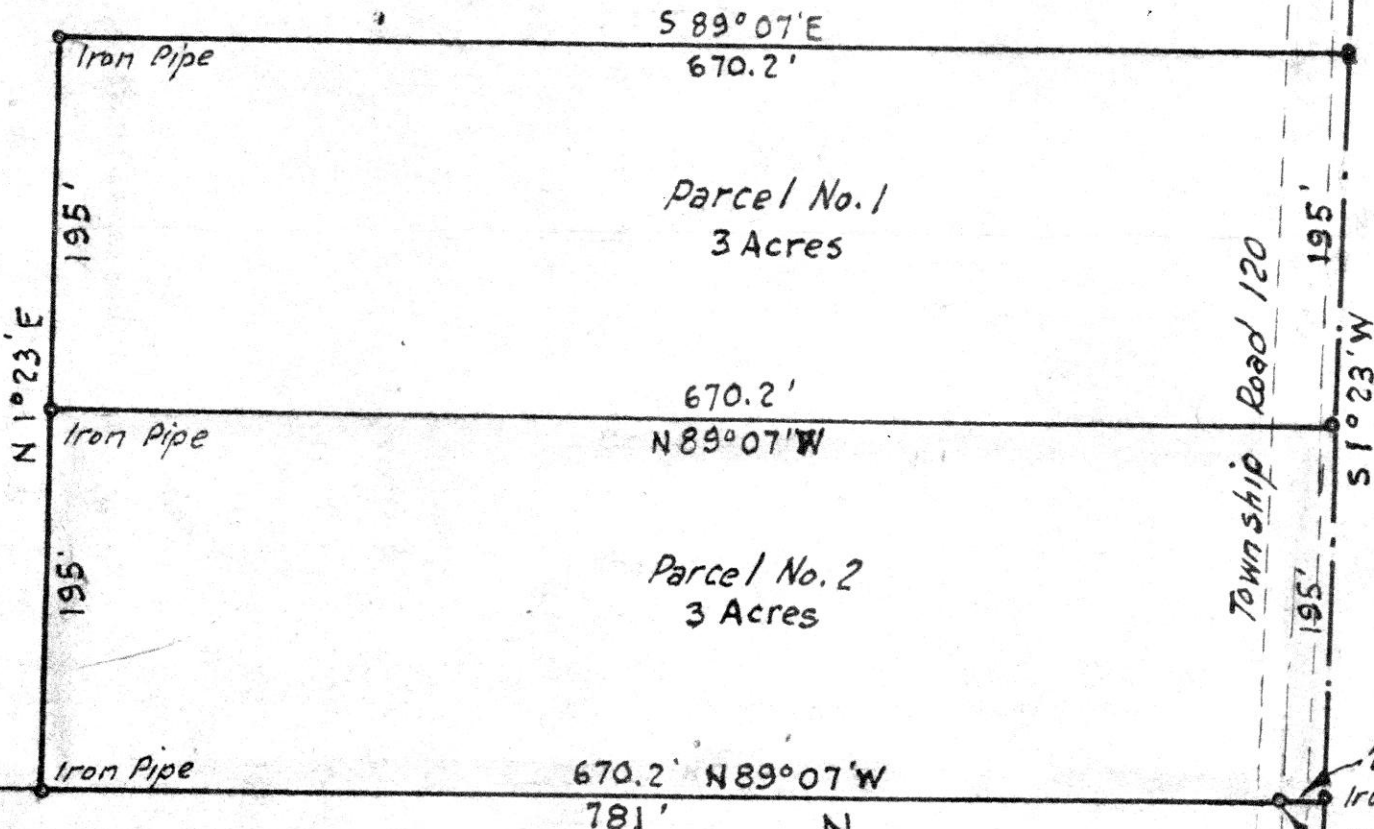 S 89°07'E
670.2'
Iron Pipe
195'
Parcel No. 1
3 Acres
195'
Township Road 120
N 1°23'E
S 1°23'W
670.2'
N 89°07'W
Iron Pipe
195'
Parcel No. 2
3 Acres
195'
Iron Pipe
670.2' N 89°07'W
781'
N